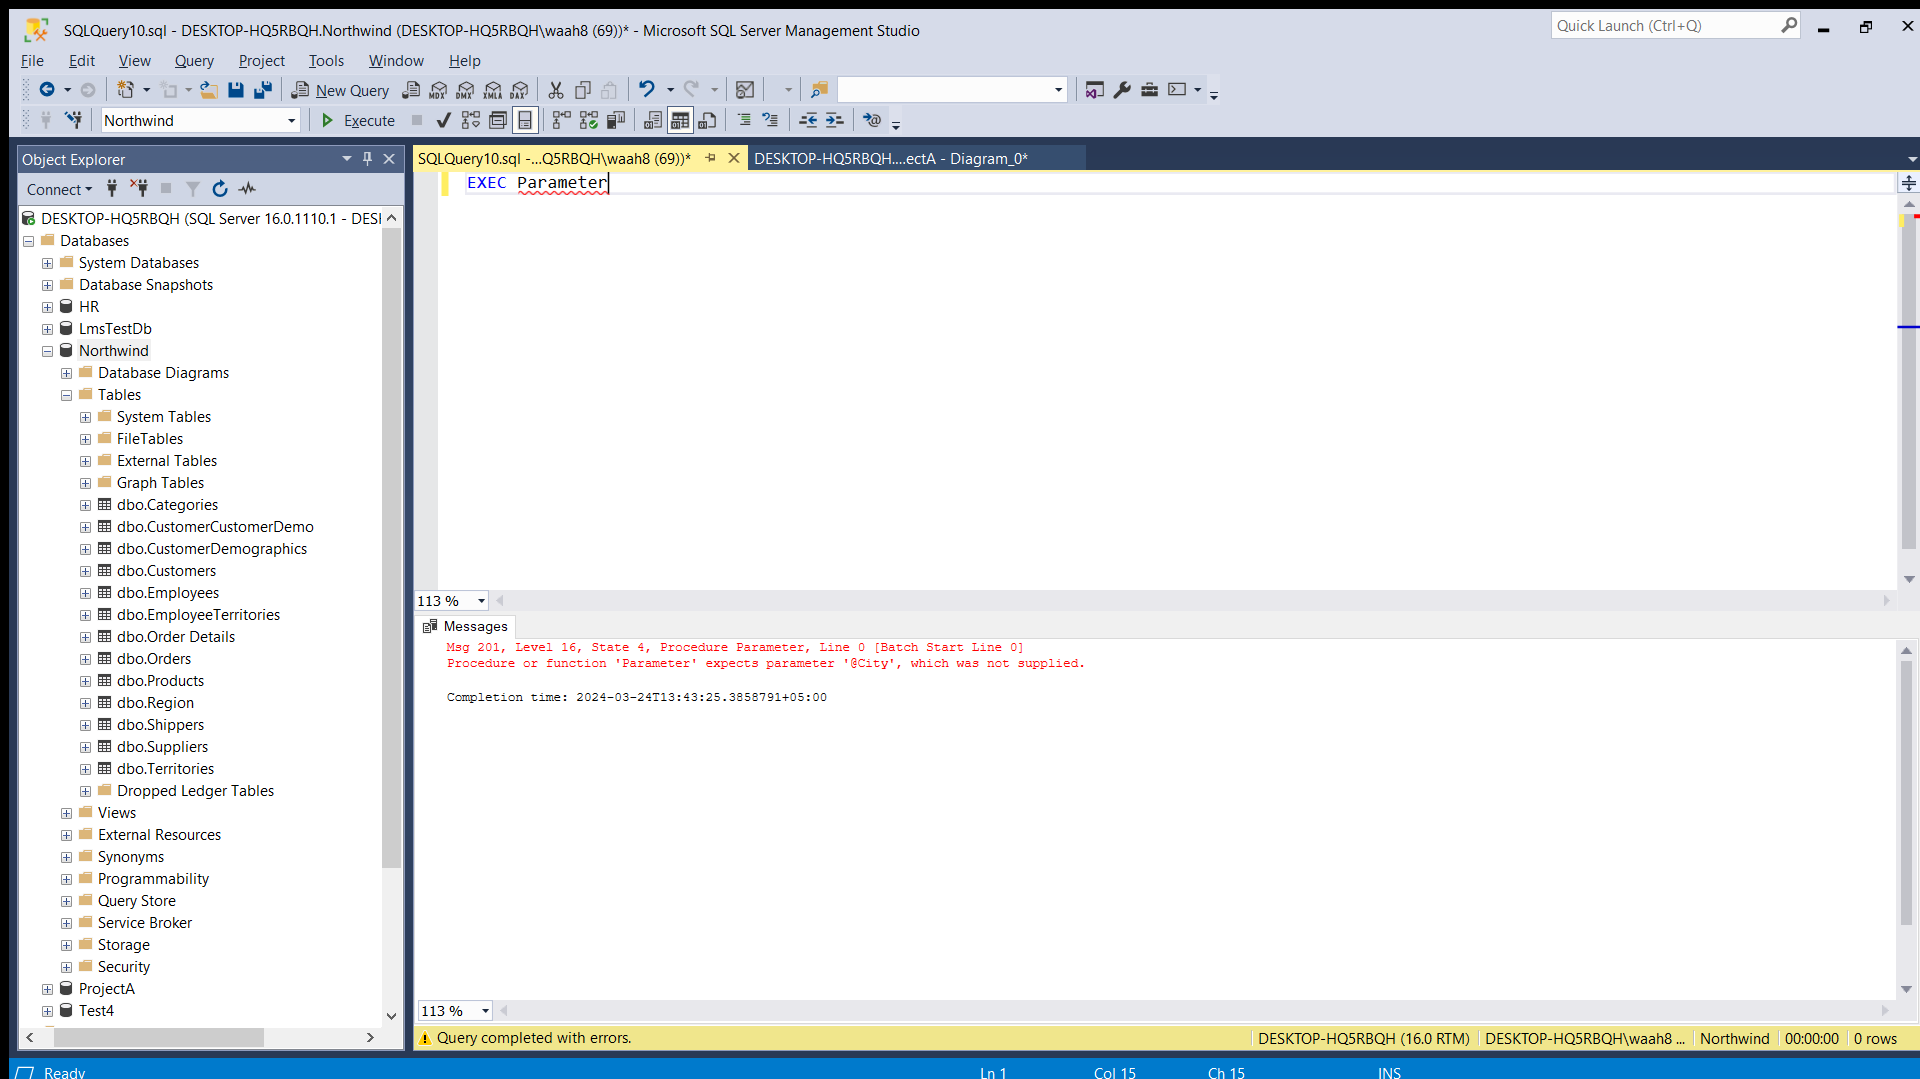 SQLQuery10.sql - DESKTOP-HQ5RBQH.Northwind (DESKTOP-HQ5RBQH\waah8 (69))* - Microsoft SQL Server Management Studio
Quick Launch (Ctrl+Q)
File Edit View Query Project Tools Window Help
New Query
MDX DMX XMLA DAX
Northwind
Execute
Object Explorer
SQLQuery10.sql -...Q5RBQH\waah8 (69))*
DESKTOP-HQ5RBQH....ectA - Diagram_0*
Connect
DESKTOP-HQ5RBQH (SQL Server 16.0.1110.1 - DESI
Databases
System Databases
Database Snapshots
HR
LmsTestDb
Northwind
Database Diagrams
Tables
System Tables
FileTables
External Tables
Graph Tables
dbo.Categories
dbo.CustomerCustomerDemo
dbo.CustomerDemographics
dbo.Customers
dbo.Employees
dbo.EmployeeTerritories
dbo.Order Details
dbo.Orders
dbo.Products
dbo.Region
dbo.Shippers
dbo.Suppliers
dbo.Territories
Dropped Ledger Tables
Views
External Resources
Synonyms
Programmability
Query Store
Service Broker
Storage
Security
ProjectA
Test4
EXEC Parameter
113 %
Messages
Msg 201, Level 16, State 4, Procedure Parameter, Line 0 [Batch Start Line 0]
Procedure or function 'Parameter' expects parameter '@City', which was not supplied.
Completion time: 2024-03-24T13:43:25.3858791+05:00
113 %
Query completed with errors.
DESKTOP-HQ5RBQH (16.0 RTM)
DESKTOP-HQ5RBQH\waah8 ...
Northwind
00:00:00
0 rows
Ready
Ln 1
Col 15
Ch 15
INS